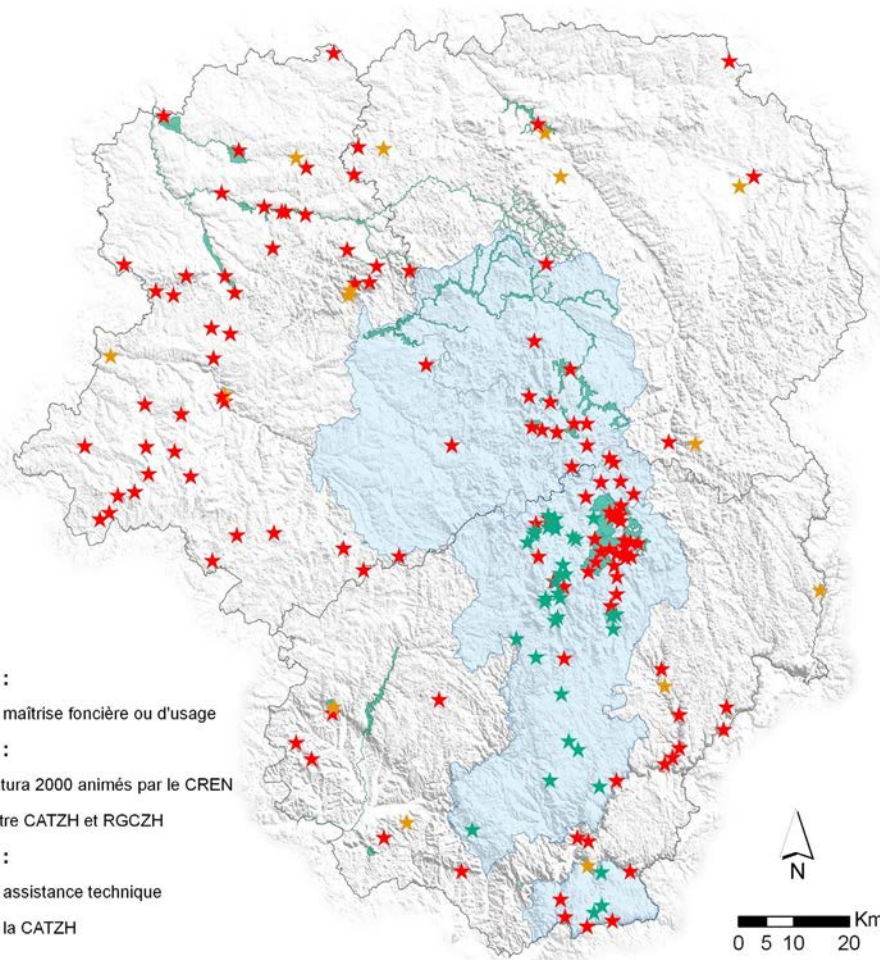 :
maîtrise foncière ou d'usage
:
tura 2000 animés par le CREN
tre CATZH et RGCZH
:
assistance technique
la CATZH
N
Km
0 5 10 20